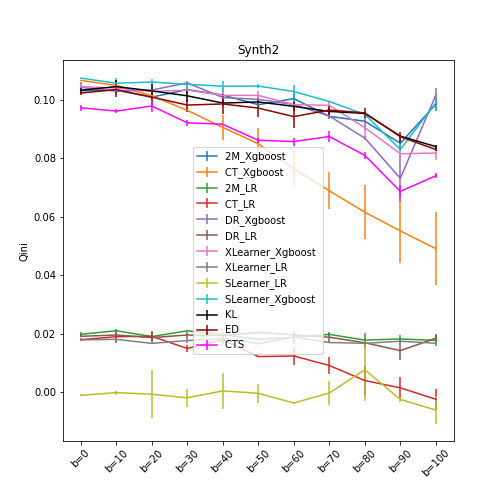 Synth2
Qini
0.10
0.08
0.06
0.04
0.02
0.00
2M_Xgboost
CT_Xgboost
2M_LR
CT_LR
DR_Xgboost
DR_LR
XLearner_Xgboost
XLearner_LR
SLearner_LR
SLearner_Xgboost
KL
ED
CTS
b=0
b=10
b=20
b=30
b=40
b=50
b=60
b=70
b=80
b=90
b=100